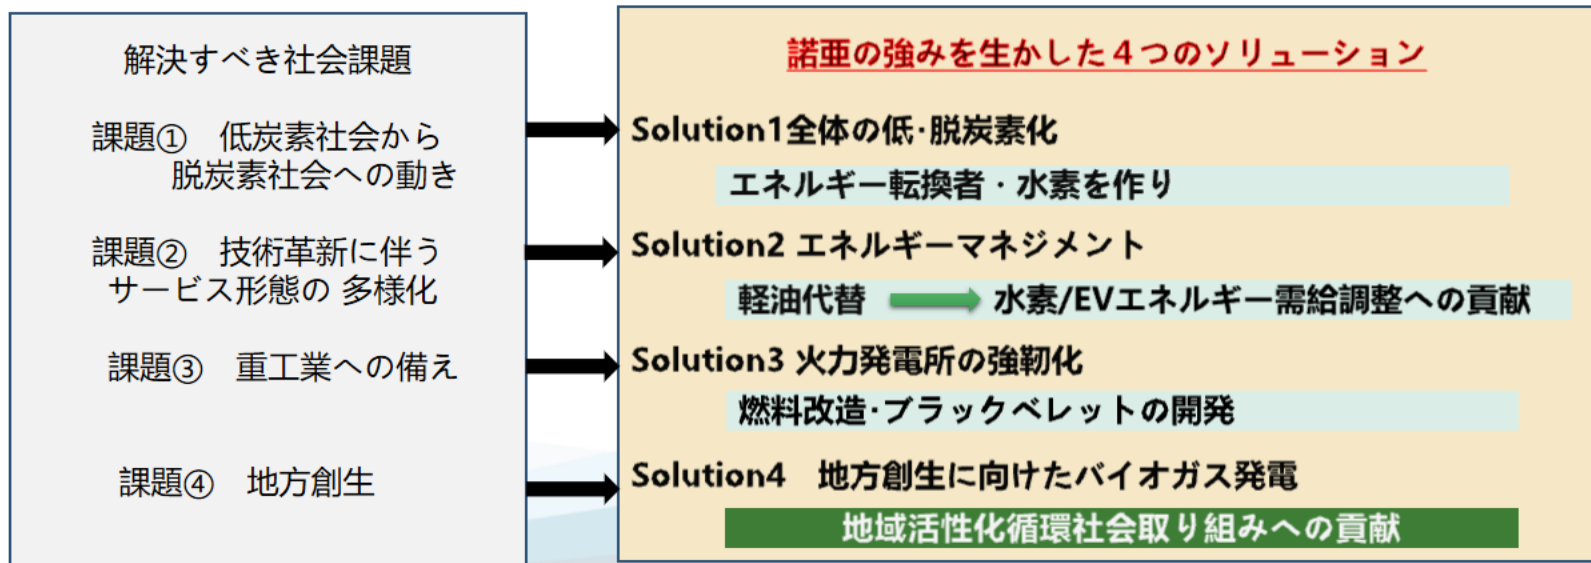 解決すべき社会課題
課題①　低炭素社会から
脱炭素社会への動き
課題②　技術革新に伴う
サービス形態の 多様化
課題③　重工業への備え
課題④　地方創生
諾亜の強みを生かした４つのソリューション
Solution1全体の低･脱炭素化
エネルギー転換者・水素を作り
Solution2 エネルギーマネジメント
軽油代替 水素/EVエネルギー需給調整への貢献
Solution3 火力発電所の強靭化
燃料改造･ブラックベレットの開発
Solution4　地方創生に向けたバイオガス発電
地域活性化循環社会取り組みへの貢献